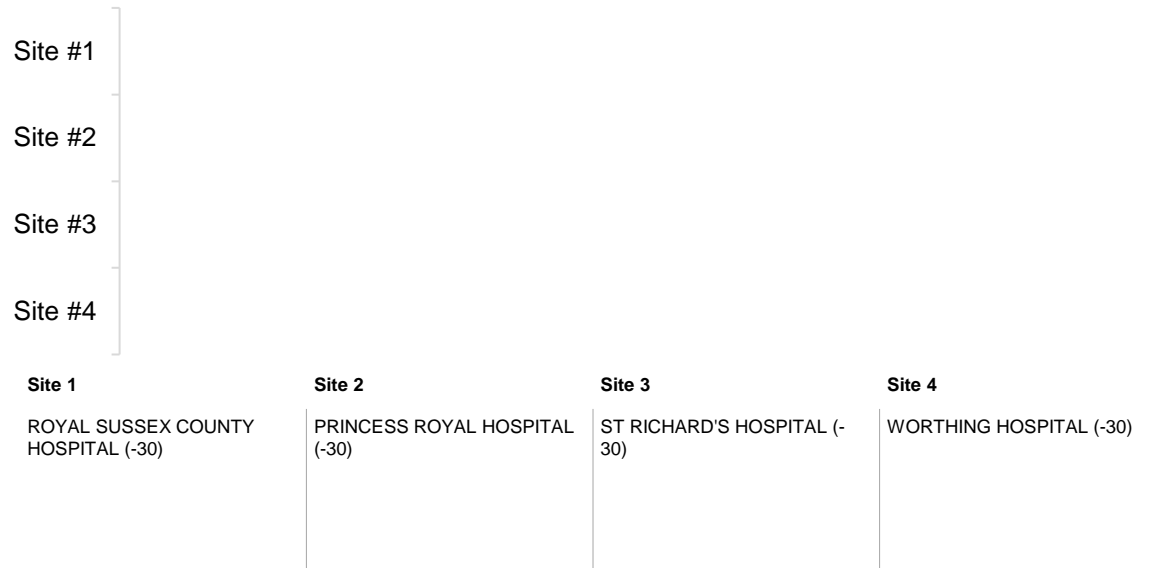 Site #1
Site #2
Site #3
Site #4
Site 1
ROYAL SUSSEX COUNTY
HOSPITAL (-30)
Site 2
PRINCESS ROYAL HOSPITAL
(-30)
Site 3
ST RICHARD'S HOSPITAL (-
30)
Site 4
WORTHING HOSPITAL (-30)